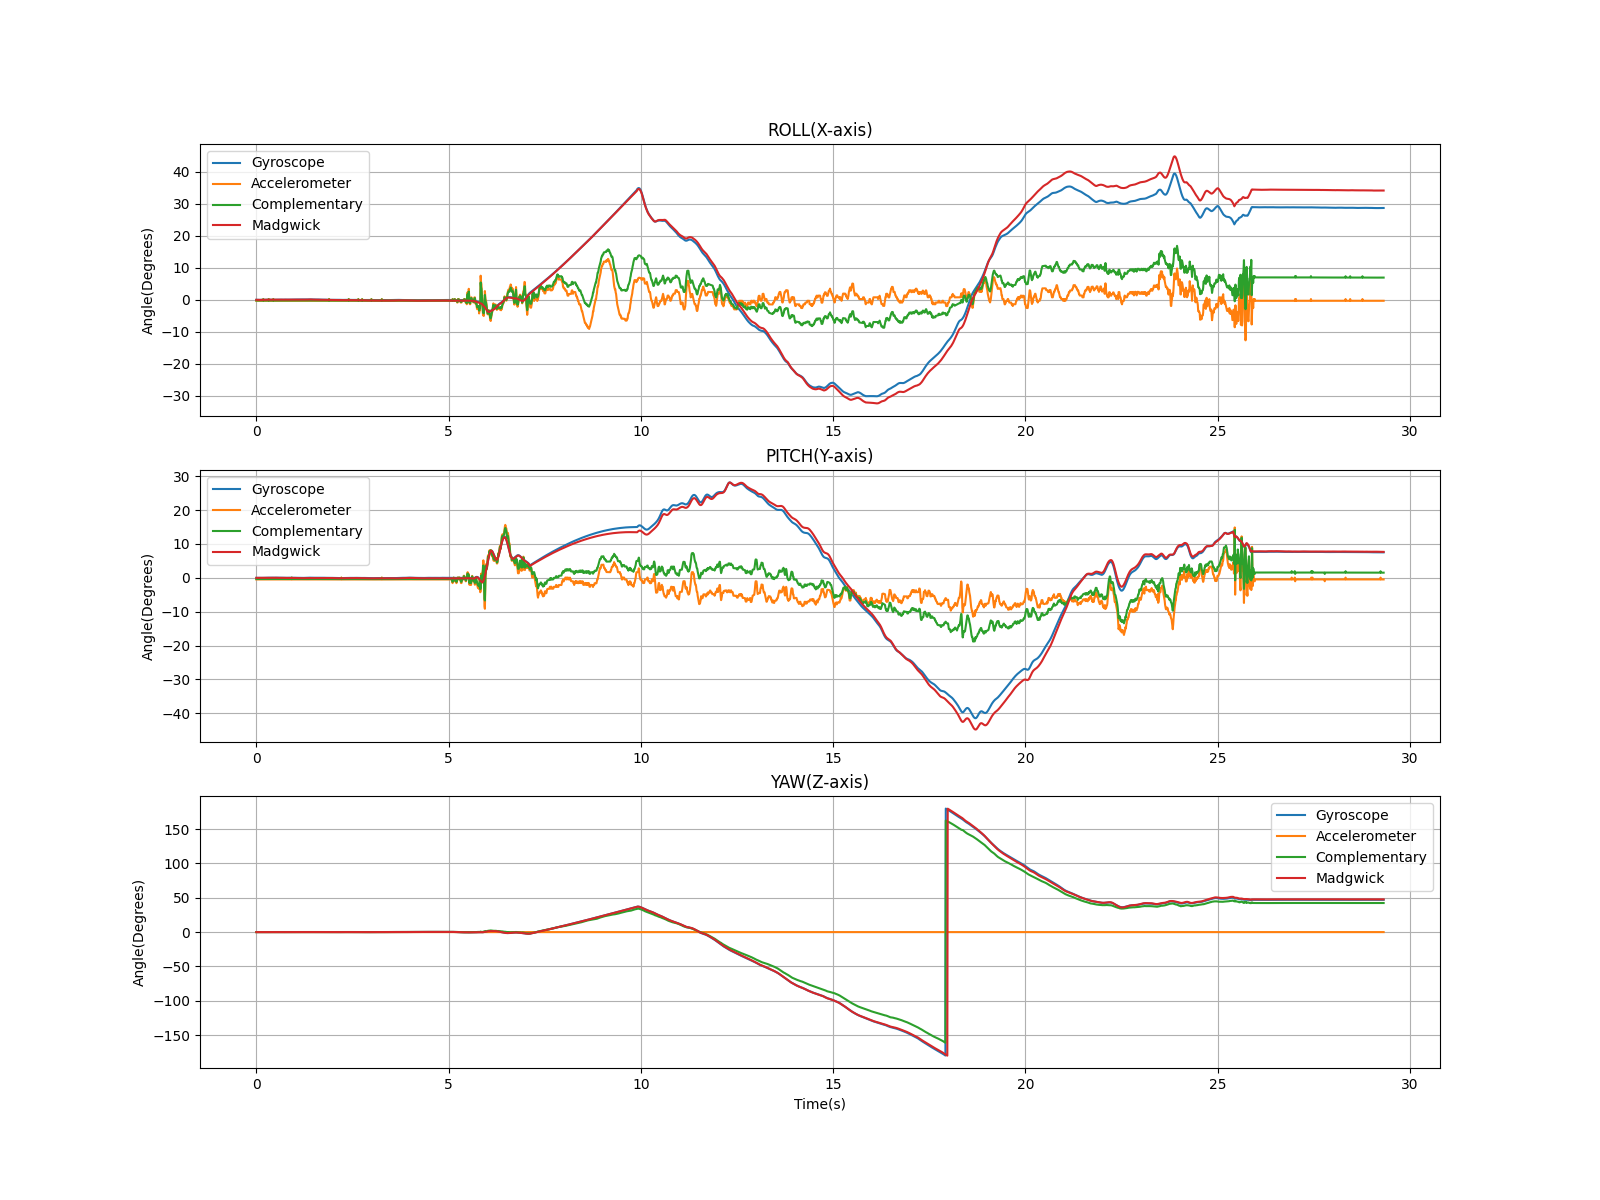 ROLL(X-axis)
Gyroscope
Accelerometer
Complementary
Madgwick
Angle(Degrees)
40
30
20
10
0
−10
−20
−30
0 5 10 15 20 25 30
PITCH(Y-axis)
Gyroscope
Accelerometer
Complementary
Madgwick
Angle(Degrees)
30
20
10
0
−10
−20
−30
−40
0 5 10 15 20 25 30
YAW(Z-axis)
Gyroscope
Accelerometer
Complementary
Madgwick
Angle(Degrees)
150
100
50
0
−50
−100
−150
0 5 10 15 20 25 30
Time(s)